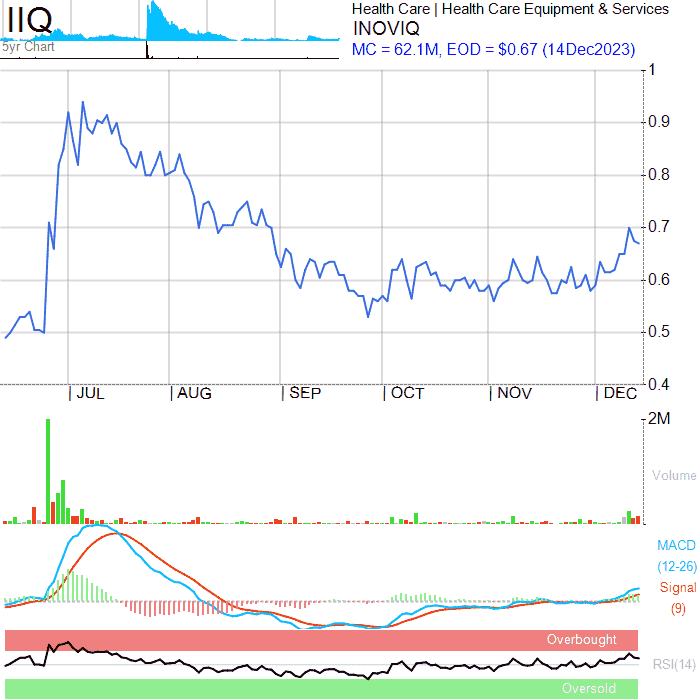 IIQ
5yr Chart
Health Care | Health Care Equipment & Services
INOVIQ
MC = 62.1M, EOD = $0.67 (14Dec2023)
1
0.9
0.8
0.7
0.6
0.5
0.4
JUL AUG SEP OCT NOV DEC
2M
Volume
MACD
(12-26)
Signal
(9)
Overbought
RSI(14)
Oversold